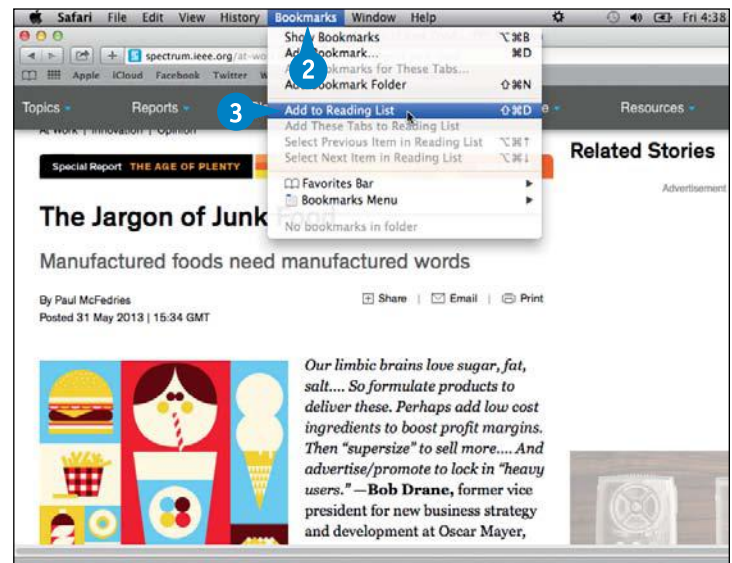 Safari File Edit View History Bookmarks Window Help Fri 4:38
spectrum.ieee.org/at-wo
Apple iCloud Facebook Twitter W
Show Bookmarks ⌥⌘B
Add Bookmark... ⌘D
2
Bookmarks for These Tabs...
Add Bookmark Folder ⇧⌘N
3
Add to Reading List ⇧⌘D
Add These Tabs to Reading List
Select Previous Item in Reading List ⌥⌘↑
Select Next Item in Reading List ⌥⌘↓
Favorites Bar
Bookmarks Menu
No bookmarks in folder
Topics Reports Resources
At Work | Innovation | Opinion
Special Report THE AGE OF PLENTY
Related Stories
Advertisement
The Jargon of Junk Food
Manufactured foods need manufactured words
By Paul McFedries
Share | Email | Print
Posted 31 May 2013 | 15:34 GMT
Our limbic brains love sugar, fat,
salt.... So formulate products to
deliver these. Perhaps add low cost
ingredients to boost profit margins.
Then “supersize” to sell more.... And
advertise/promote to lock in “heavy
users.” —Bob Drane, former vice
president for new business strategy
and development at Oscar Mayer,